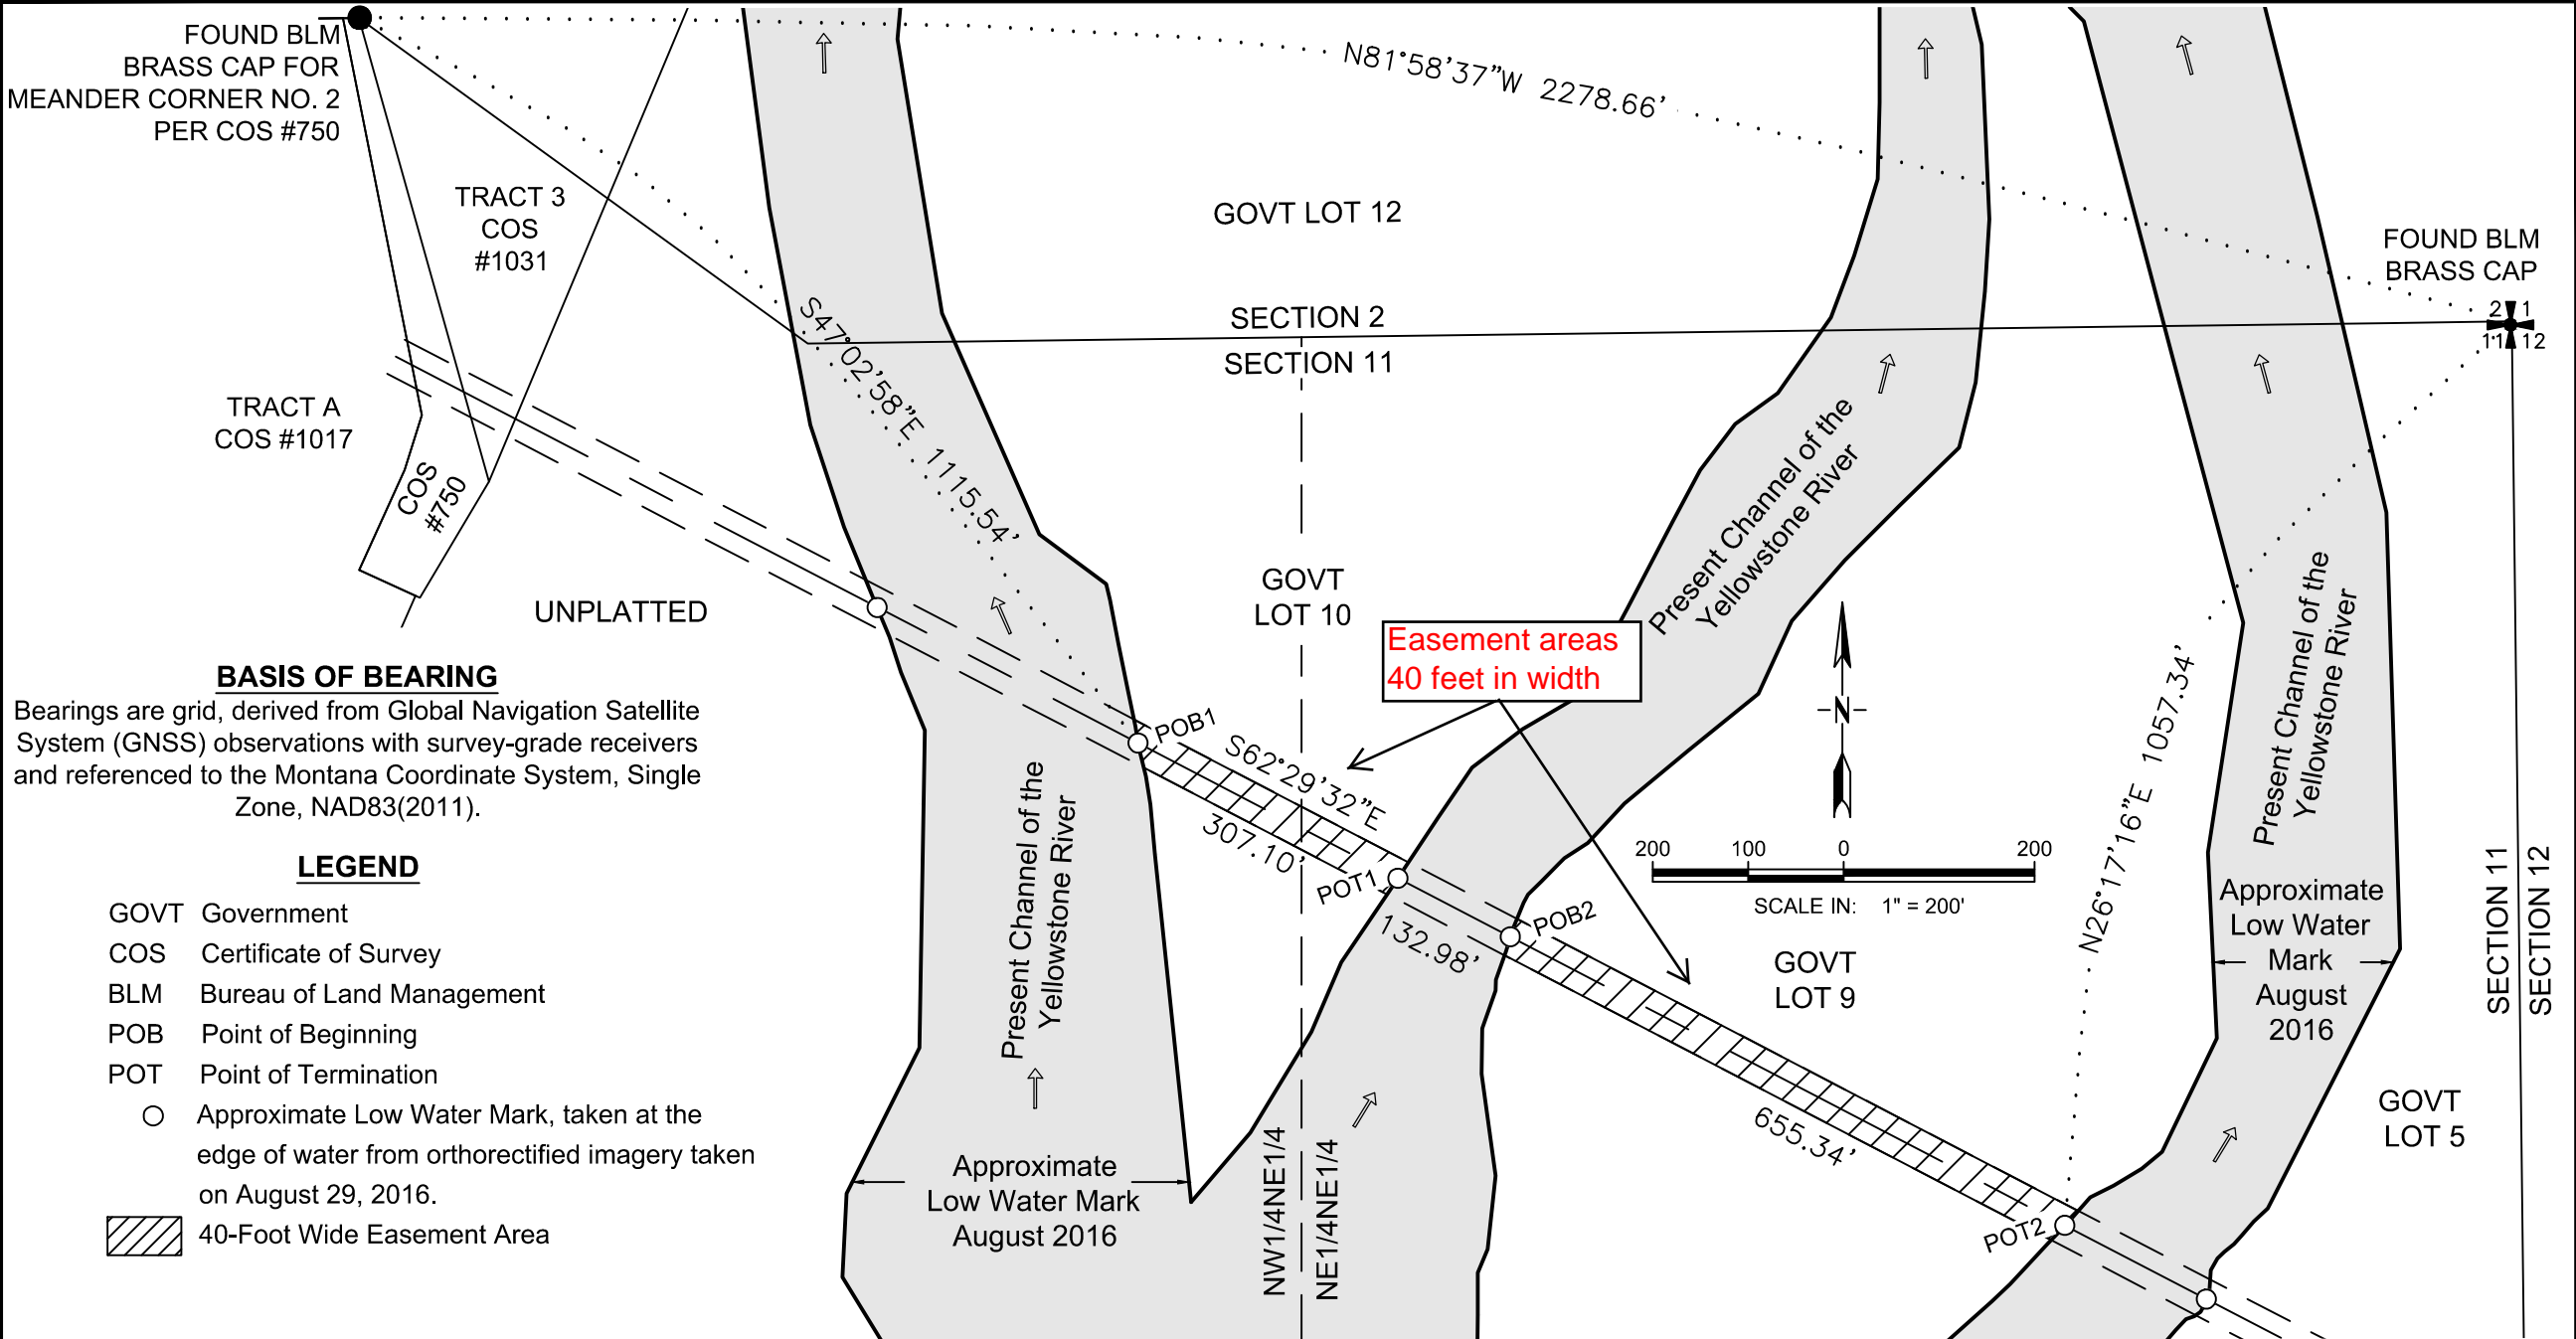 FOUND BLM
BRASS CAP FOR
MEANDER CORNER NO. 2
PER COS #750
N81°58'37"W 2278.66'
TRACT 3
COS
#1031
GOVT LOT 12
FOUND BLM
BRASS CAP
2 1
11 12
SECTION 2
SECTION 11
S47°02'58"E 1115.54'
TRACT A
COS #1017
COS
#750
UNPLATTED
GOVT
LOT 10
Present Channel of the
Yellowstone River
Easement areas
40 feet in width
N
BASIS OF BEARING
Bearings are grid, derived from Global Navigation Satellite
System (GNSS) observations with survey-grade receivers
and referenced to the Montana Coordinate System, Single
Zone, NAD83(2011).
POB1
S62°29'32"E
307.10'
POT1
132.98'
POB2
200 100 0 200
SCALE IN: 1" = 200'
N26°17'16"E 1057.34'
Present Channel of the
Yellowstone River
Present Channel of the
Yellowstone River
Approximate
Low Water
Mark
August
2016
SECTION 11
SECTION 12
GOVT
LOT 9
GOVT
LOT 5
655.34'
POT2
LEGEND
GOVT Government
COS Certificate of Survey
BLM Bureau of Land Management
POB Point of Beginning
POT Point of Termination
Approximate Low Water Mark, taken at the
edge of water from orthorectified imagery taken
on August 29, 2016.
40-Foot Wide Easement Area
Approximate
Low Water Mark
August 2016
NW1/4NE1/4
NE1/4NE1/4